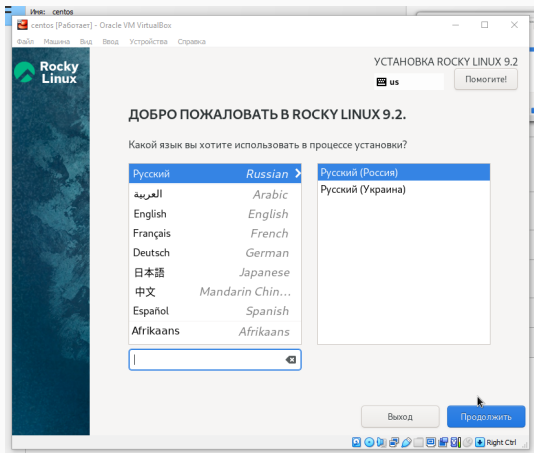 Имя: centos
centos [Работает] - Oracle VM VirtualBox
Файл Машина Вид Ввод Устройства Справка
Rocky Linux
УСТАНОВКА ROCKY LINUX 9.2
us
Помогите!
ДОБРО ПОЖАЛОВАТЬ В ROCKY LINUX 9.2.
Какой язык вы хотите использовать в процессе установки?
Русский Russian
العربية Arabic
English English
Français French
Deutsch German
日本語 Japanese
中文 Mandarin Chin...
Español Spanish
Afrikaans Afrikaans
Русский (Россия)
Русский (Украина)
Выход
Продолжить
Right Ctrl